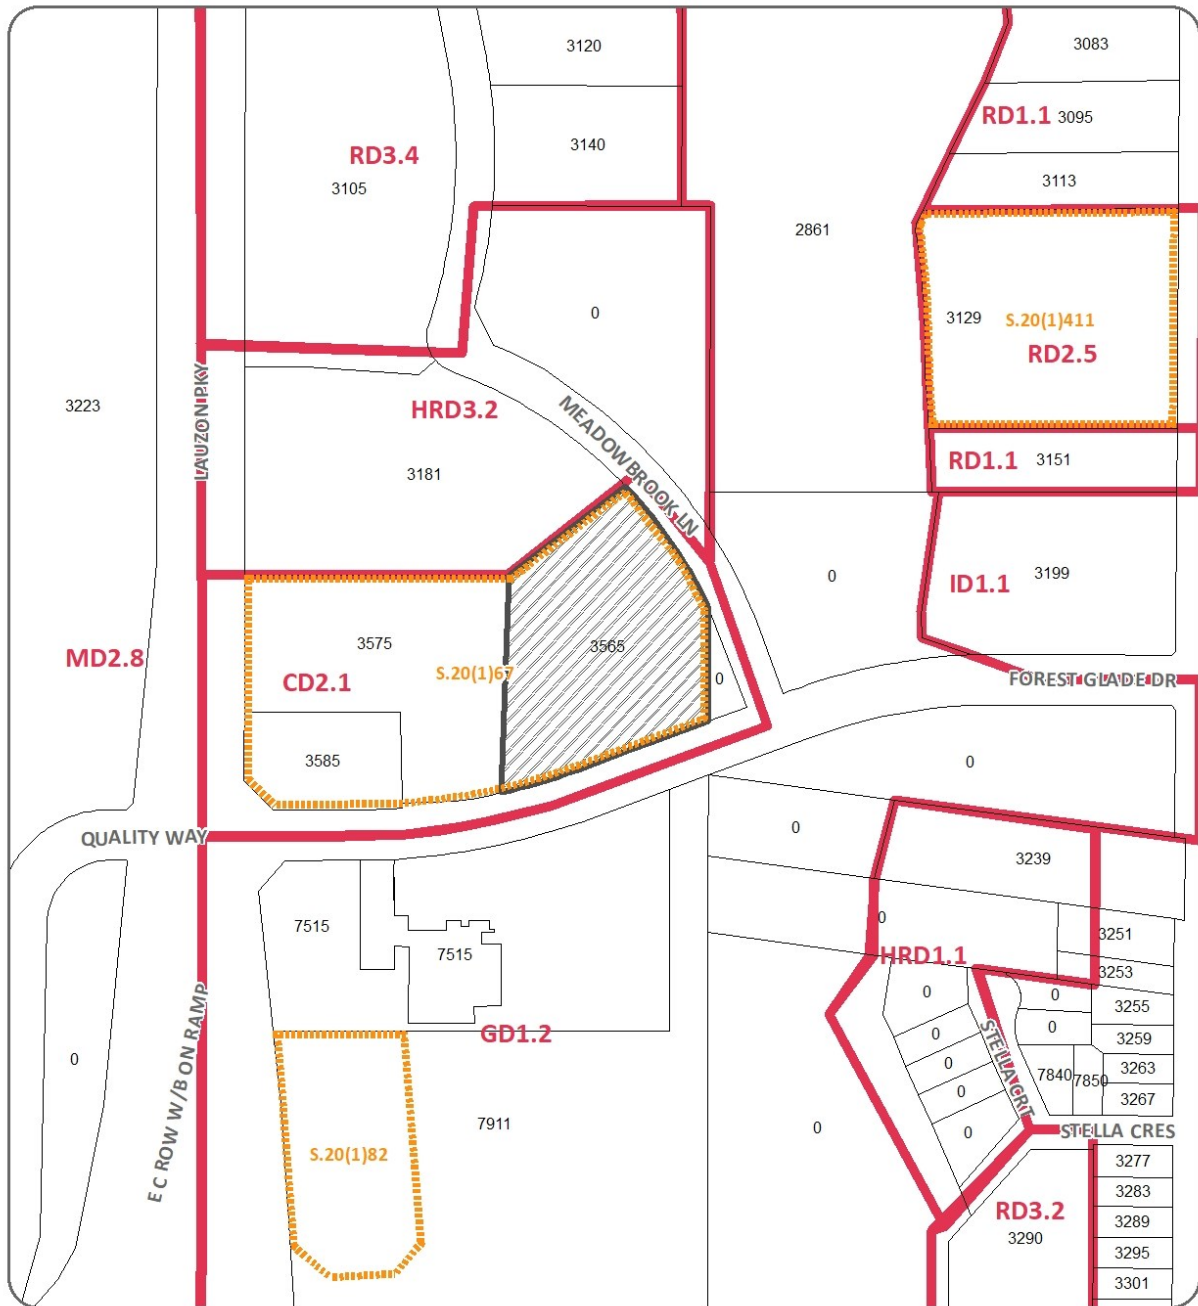 3120
3083
RD1.1 3095
3140
RD3.4
3105
3113
2861
0
3129
S.20(1)411
RD2.5
LAUZON PKY
3223
HRD3.2
MEADOWBROOK LN
3181
RD1.1 3151
0
ID1.1
3199
3575
3565
MD2.8
CD2.1
S.20(1)67
0
FOREST GLADE DR
3585
0
QUALITY WAY
0
3239
7515
7515
0
3251
HRD1.1
3253
0
0
3255
0
0
3259
GD1.2
STELLA CRT
E C ROW W/B ON RAMP
0
0
7840
7850
3263
0
3267
7911
0
0
STELLA CRES
S.20(1)82
3277
3283
RD3.2
3290
3289
3295
3301